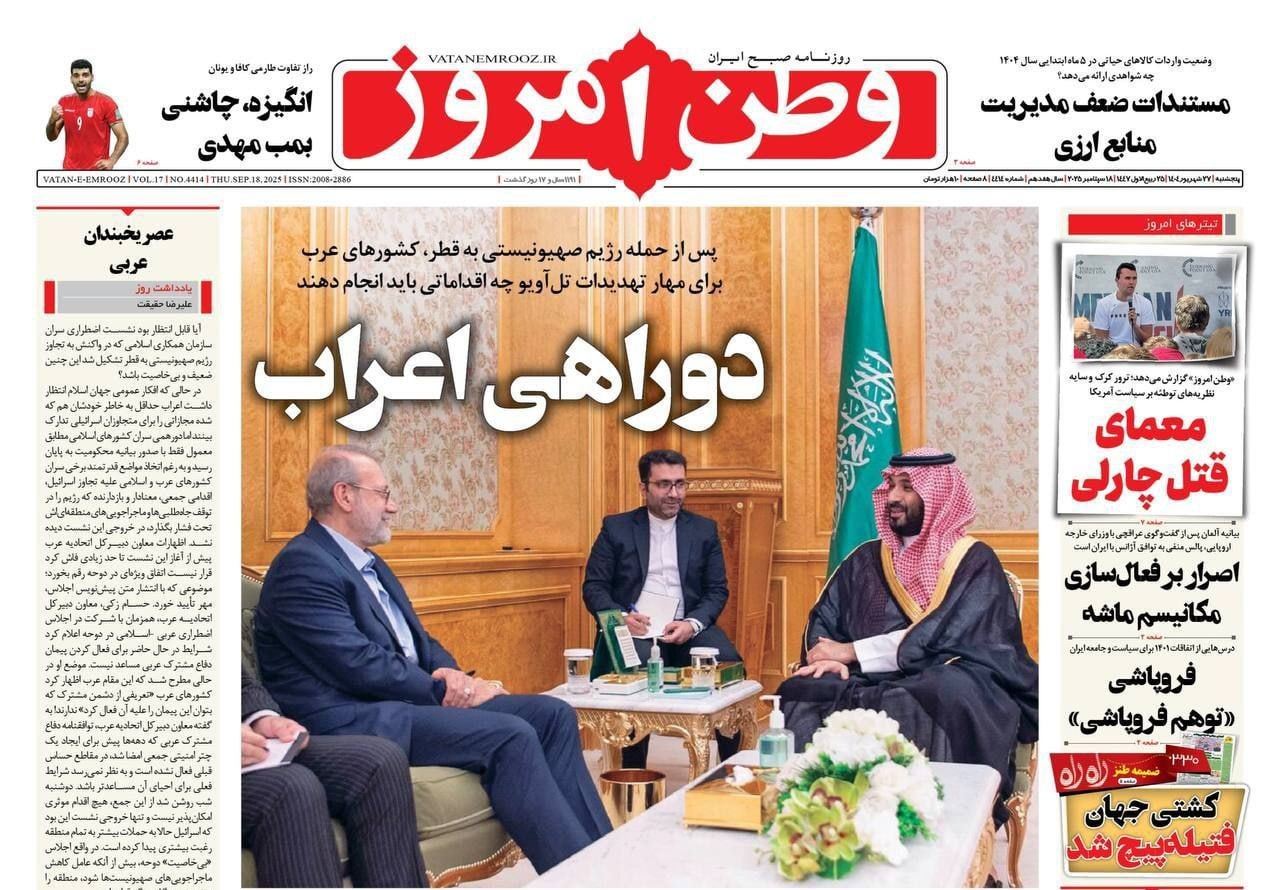 وضعیت واردات کالاهای حیاتی در ۵ ماه ابتدایی سال ۱۴۰۴
چه شواهدی ارائه می‌دهد؟
مستندات ضعف مدیریت
منابع ارزی
صفحه ۳
روزنامه صبح ایران
VATANEMROOZ.IR
وطن امروز
۱۱۹۱ سال و ۱۷ روز گذشت
راز تفاوت طارمی کافا و یونان
انگیزه، چاشنی
بمب مهدی
صفحه ۶
9
پنجشنبه | ۲۷ شهریور ۱۴۰۴ | ۲۵ ربیع‌الاول ۱۴۴۷ | ۱۸ سپتامبر ۲۰۲۵ | سال هفدهم | شماره ۴۴۱۴ | ۸ صفحه | ۱۰ هزار تومان
VATAN-E-EMROOZ | VOL.17 | NO.4414 | THU.SEP.18, 2025 | ISSN:2008-2886
تیترهای امروز
«وطن امروز» گزارش می‌دهد؛ ترور کرک و سایه
نظریه‌های توطئه بر سیاست آمریکا
معمای
قتل چارلی
صفحه ۷
بیانیه آلمان پس از گفت‌وگوی عراقچی با وزرای خارجه
اروپایی، پالس منفی به توافق آژانس با ایران است
اصرار بر فعال‌سازی
مکانیسم ماشه
صفحه ۲
درس‌هایی از اتفاقات ۱۴۰۱ برای سیاست و جامعه ایران
فروپاشی
«توهم فروپاشی»
صفحه ۲
۳۳۰
ضمیمه طنز راه راه
صفحه ۵
کشتی جهان
فتیله‌پیچ شد
پس از حمله رژیم صهیونیستی به قطر، کشورهای عرب
برای مهار تهدیدات تل‌آویو چه اقداماتی باید انجام دهند
دوراهی اعراب
عصر یخبندان
عربی
یادداشت روز
علیرضا حقیقت
آیا قابل انتظار بود نشست اضطراری سران
سازمان همکاری اسلامی که در واکنش به تجاوز
رژیم صهیونیستی به قطر تشکیل شد این چنین
ضعیف و بی‌خاصیت باشد؟
در حالی که افکار عمومی جهان اسلام انتظار
داشت اعراب حداقل به خاطر خودشان هم که
شده مجازاتی را برای متجاوزان اسرائیلی تدارک
ببینند اما دورهمی سران کشورهای اسلامی مطابق
معمول فقط با صدور بیانیه محکومیت به پایان
رسید و به رغم اتخاذ مواضع قدرتمند برخی سران
کشورهای عرب و اسلامی علیه تجاوز اسرائیل،
اقدامی جمعی، معنادار و بازدارنده که رژیم را در
توقف جاه‌طلبی‌ها و ماجراجویی‌های منطقه‌ای‌اش
تحت فشار بگذارد، در خروجی این نشست دیده
نشد. اظهارات معاون دبیرکل اتحادیه عرب
پیش از آغاز این نشست تا حد زیادی فاش کرد
قرار نیست اتفاق ویژه‌ای در دوحه رقم بخورد؛
موضوعی که با انتشار متن پیش‌نویس اجلاس،
مهر تأیید خورد. حسام زکی، معاون دبیرکل
اتحادیه عرب، همزمان با شرکت در اجلاس
اضطراری عربی -اسلامی در دوحه اعلام کرد
شرایط در حال حاضر برای فعال کردن پیمان
دفاع مشترک عربی مساعد نیست. موضع او در
حالی مطرح شد که این مقام عرب اظهار کرد
کشورهای عرب «تعریفی از دشمن مشترک که
بتوان این پیمان را علیه آن فعال کرد» ندارند! به
گفته معاون دبیرکل اتحادیه عرب، توافقنامه دفاع
مشترک عربی که دهه‌ها پیش برای ایجاد یک
چتر امنیتی جمعی امضا شد، در مقاطع حساس
قبلی فعال نشده است و به نظر نمی‌رسد شرایط
فعلی برای احیای آن مساعدتر باشد. دوشنبه
شب روشن شد از این جمع، هیچ اقدام موثری
امکان‌پذیر نیست و تنها خروجی نشست این بود
که اسرائیل حالا به حملات بیشتر به تمام منطقه
رغبت بیشتری پیدا کرده است. در واقع اجلاس
«بی‌خاصیت» دوحه، بیش از آنکه عامل کاهش
ماجراجویی‌های صهیونیست‌ها شود، منطقه را